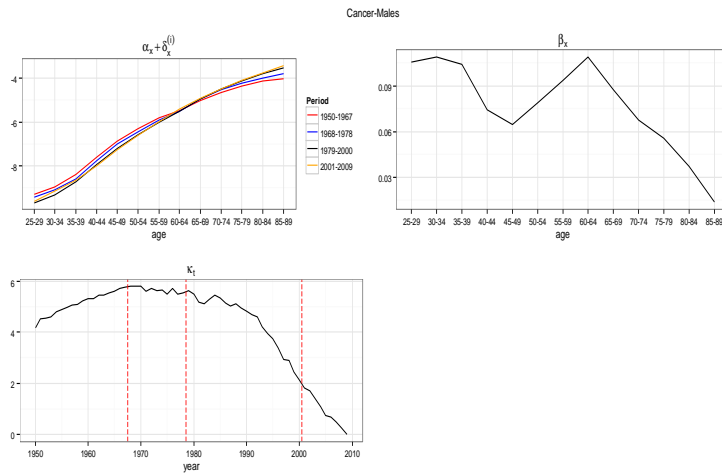 Cancer-Males
αₓ + δₓ⁽ⁱ⁾
-4
-6
-8
25-29 30-34 35-39 40-44 45-49 50-54 55-59 60-64 65-69 70-74 75-79 80-84 85-89
age
Period
1950-1967
1968-1978
1979-2000
2001-2009
βₓ
0.09
0.06
0.03
25-29 30-34 35-39 40-44 45-49 50-54 55-59 60-64 65-69 70-74 75-79 80-84 85-89
age
κₜ
6
4
2
0
1950 1960 1970 1980 1990 2000 2010
year